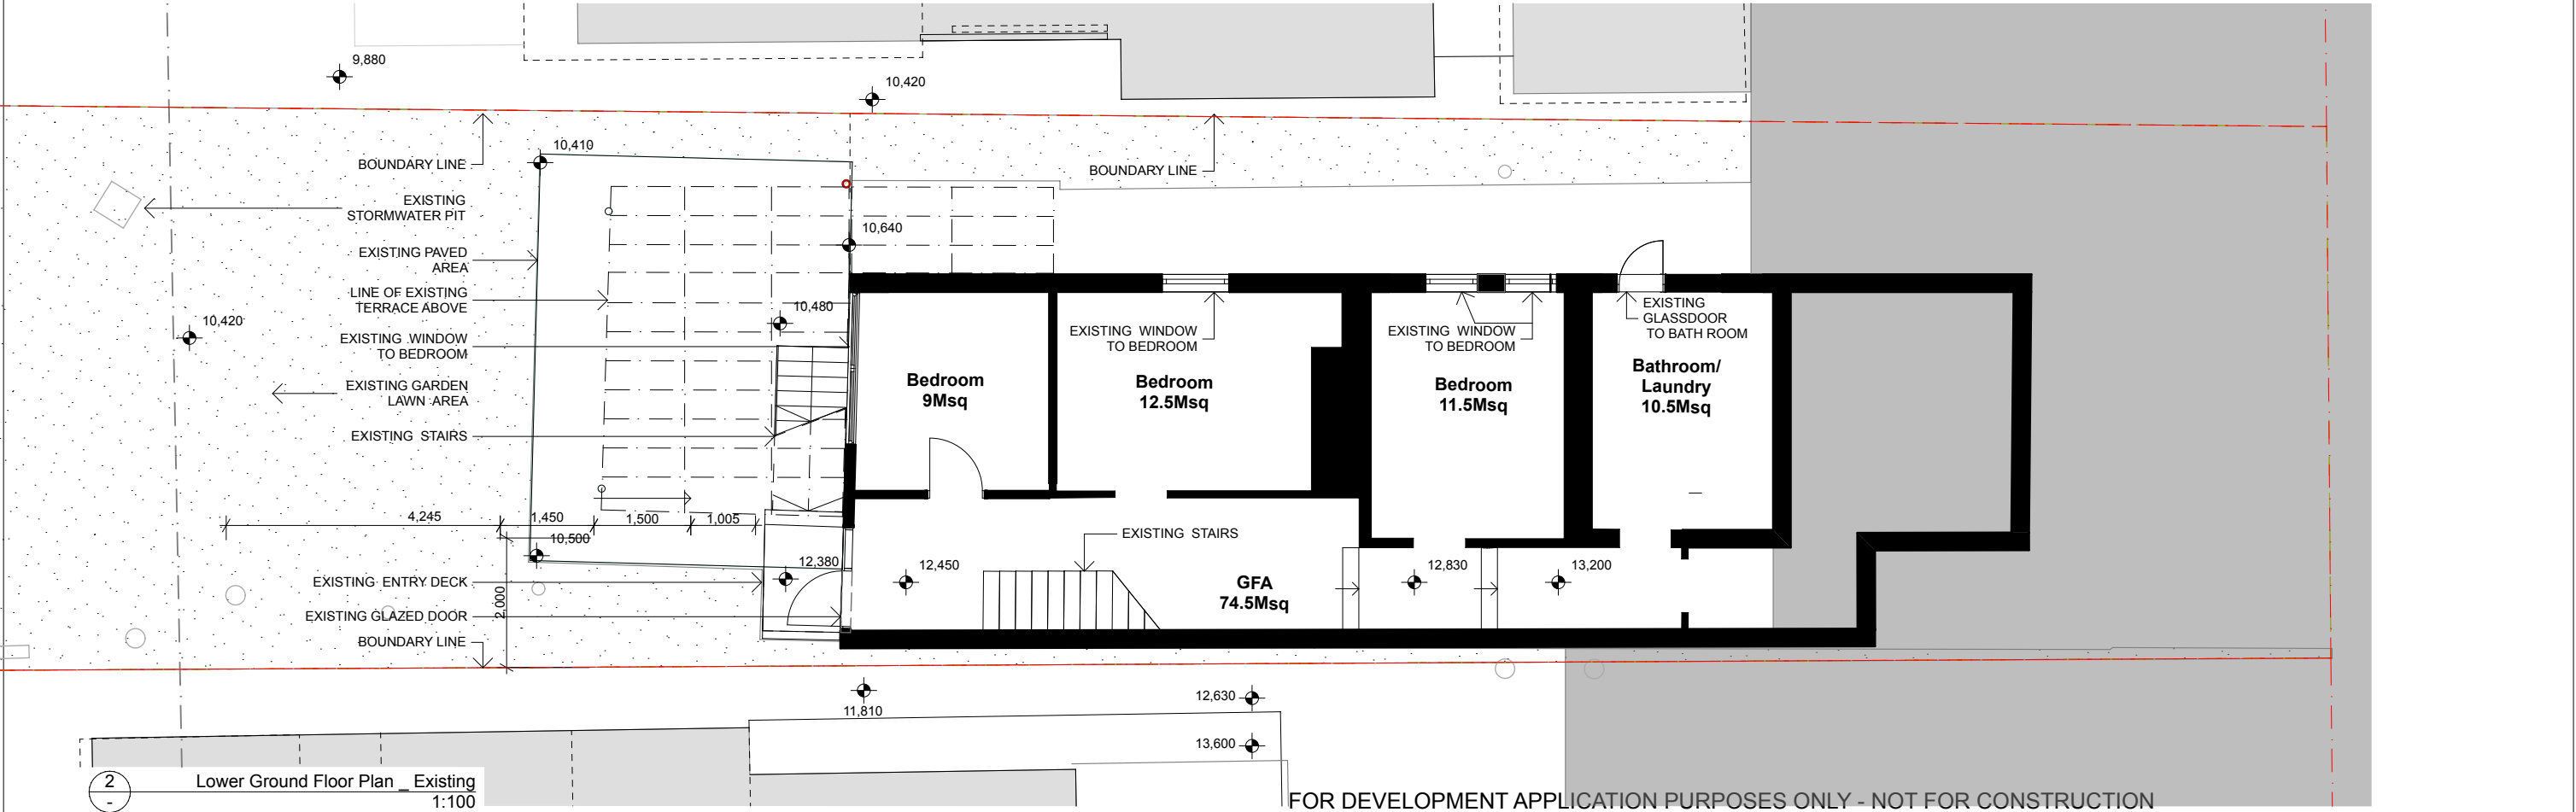 9,880
10,420
10,410
BOUNDARY LINE
BOUNDARY LINE
EXISTING
STORMWATER PIT
10,640
EXISTING PAVED
AREA
LINE OF EXISTING
TERRACE ABOVE
10,480
10,420
EXISTING WINDOW
TO BEDROOM
EXISTING GARDEN
LAWN AREA
EXISTING STAIRS
EXISTING WINDOW
TO BEDROOM
EXISTING WINDOW
TO BEDROOM
EXISTING
GLASSDOOR
TO BATH ROOM
Bedroom
9Msq
Bedroom
12.5Msq
Bedroom
11.5Msq
Bathroom/
Laundry
10.5Msq
4,245
1,450
1,500
1,005
10,500
EXISTING STAIRS
12,380
12,450
GFA
74.5Msq
12,830
13,200
EXISTING ENTRY DECK
2,000
EXISTING GLAZED DOOR
BOUNDARY LINE
11,810
12,630
13,600
2
-
Lower Ground Floor Plan _ Existing
1:100
FOR DEVELOPMENT APPLICATION PURPOSES ONLY - NOT FOR CONSTRUCTION